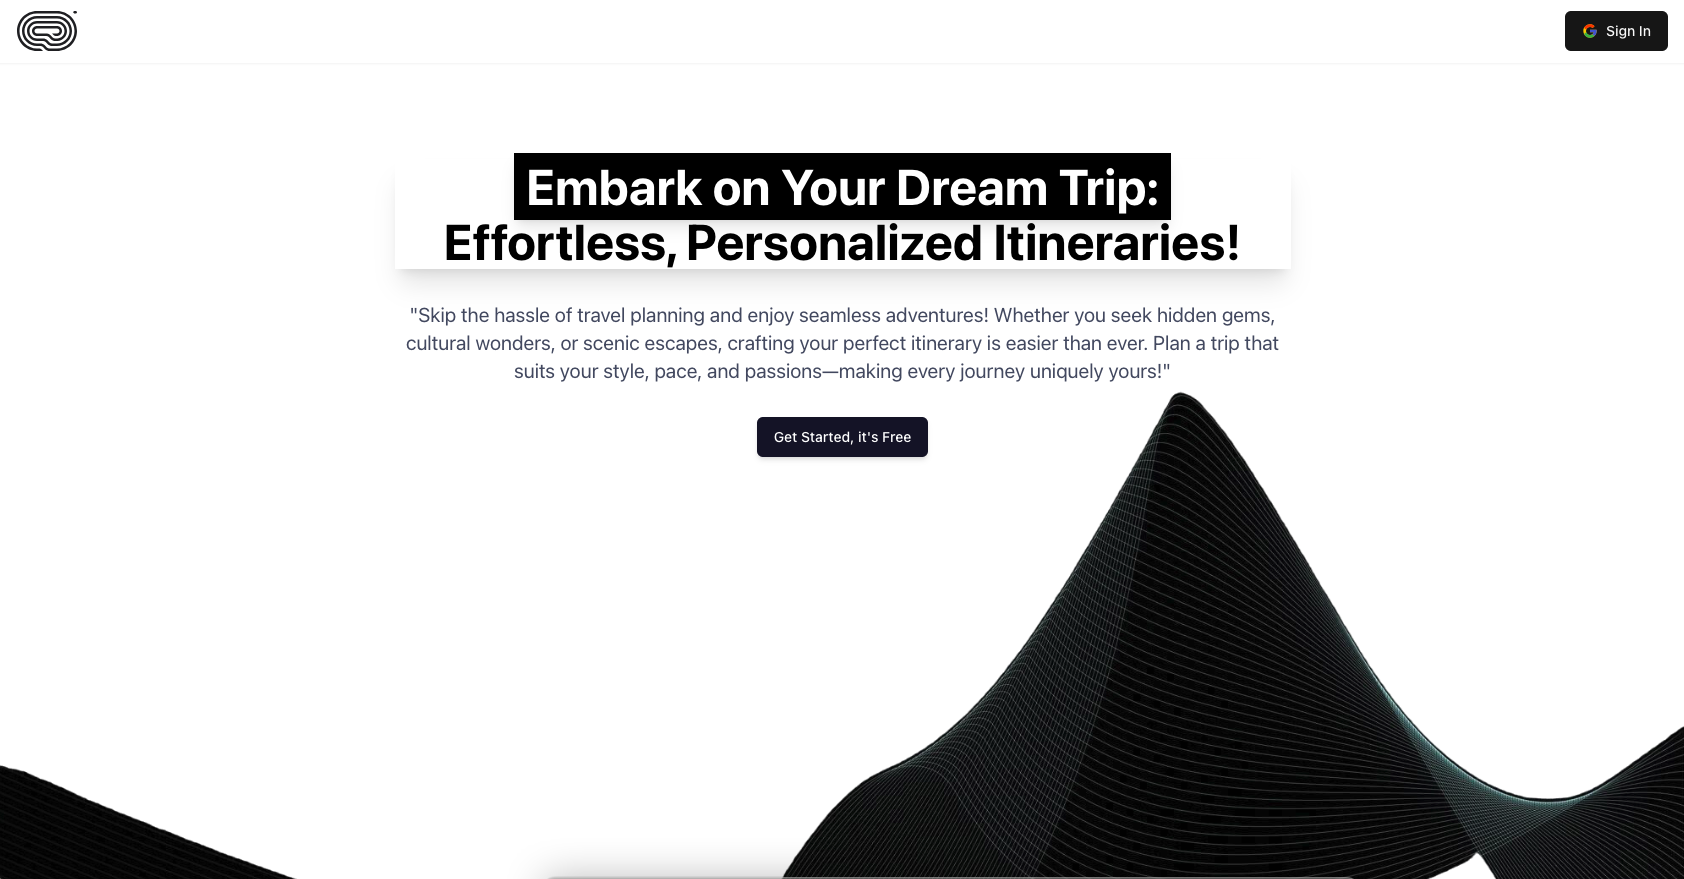 Sign In
Embark on Your Dream Trip:
Effortless, Personalized Itineraries!
"Skip the hassle of travel planning and enjoy seamless adventures! Whether you seek hidden gems,
cultural wonders, or scenic escapes, crafting your perfect itinerary is easier than ever. Plan a trip that
suits your style, pace, and passions—making every journey uniquely yours!"
Get Started, it's Free